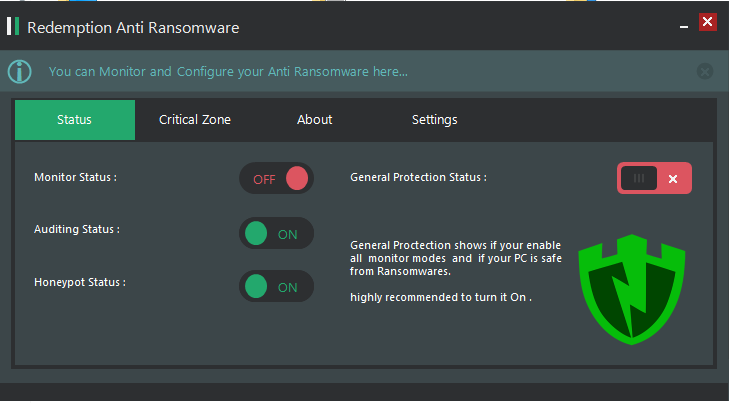 Redemption Anti Ransomware
You can Monitor and Configure your Anti Ransomware here...
Status
Critical Zone
About
Settings
Monitor Status :
OFF
General Protection Status :
Auditing Status :
ON
Honeypot Status :
ON
General Proctection shows if your enable
all monitor modes and if your PC is safe
from Ransomwares.
highly recommended to turn it On .